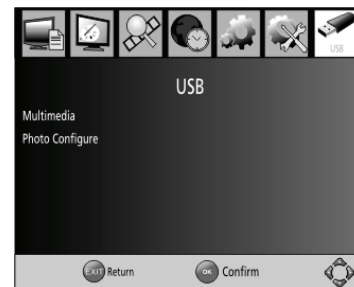 USB
USB
Multimedia
Photo Configure
EXIT Return
OK Confirm